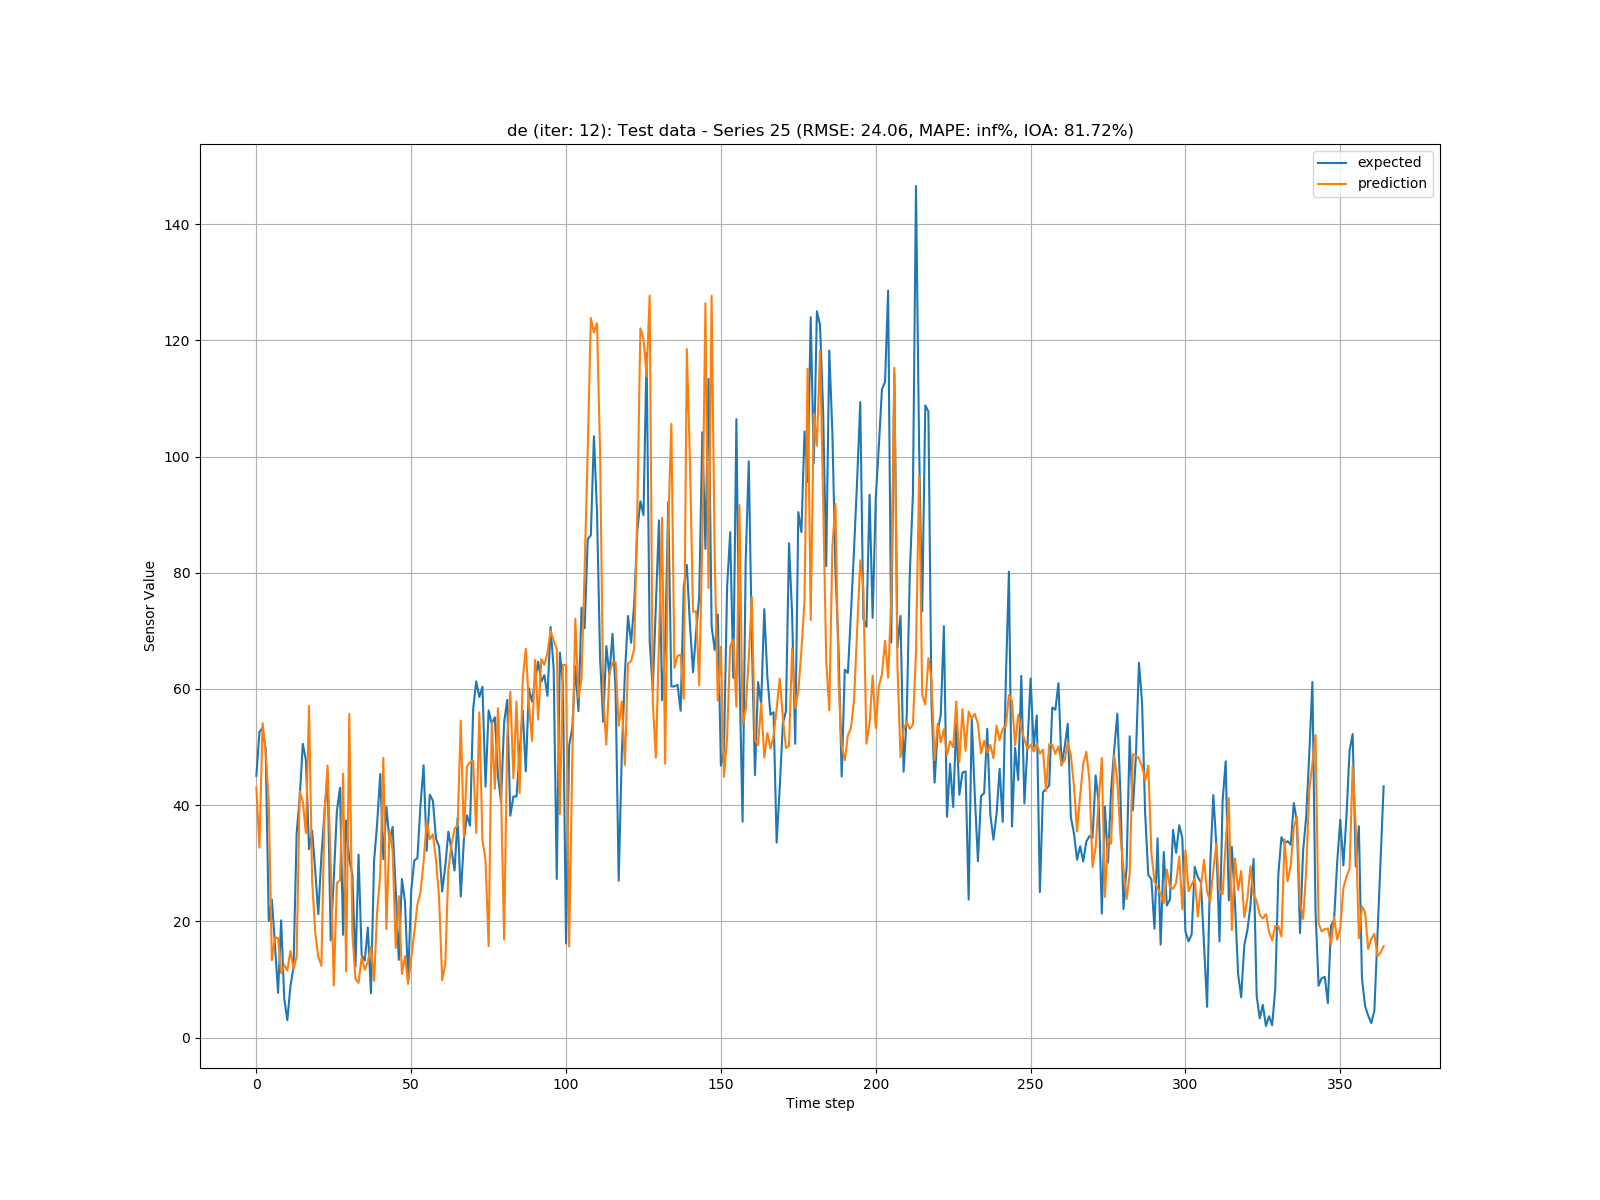 de (iter: 12): Test data - Series 25 (RMSE: 24.06, MAPE: inf%, IOA: 81.72%)
expected
prediction
140
120
100
80
60
40
20
0
Sensor Value
0 50 100 150 200 250 300 350
Time step